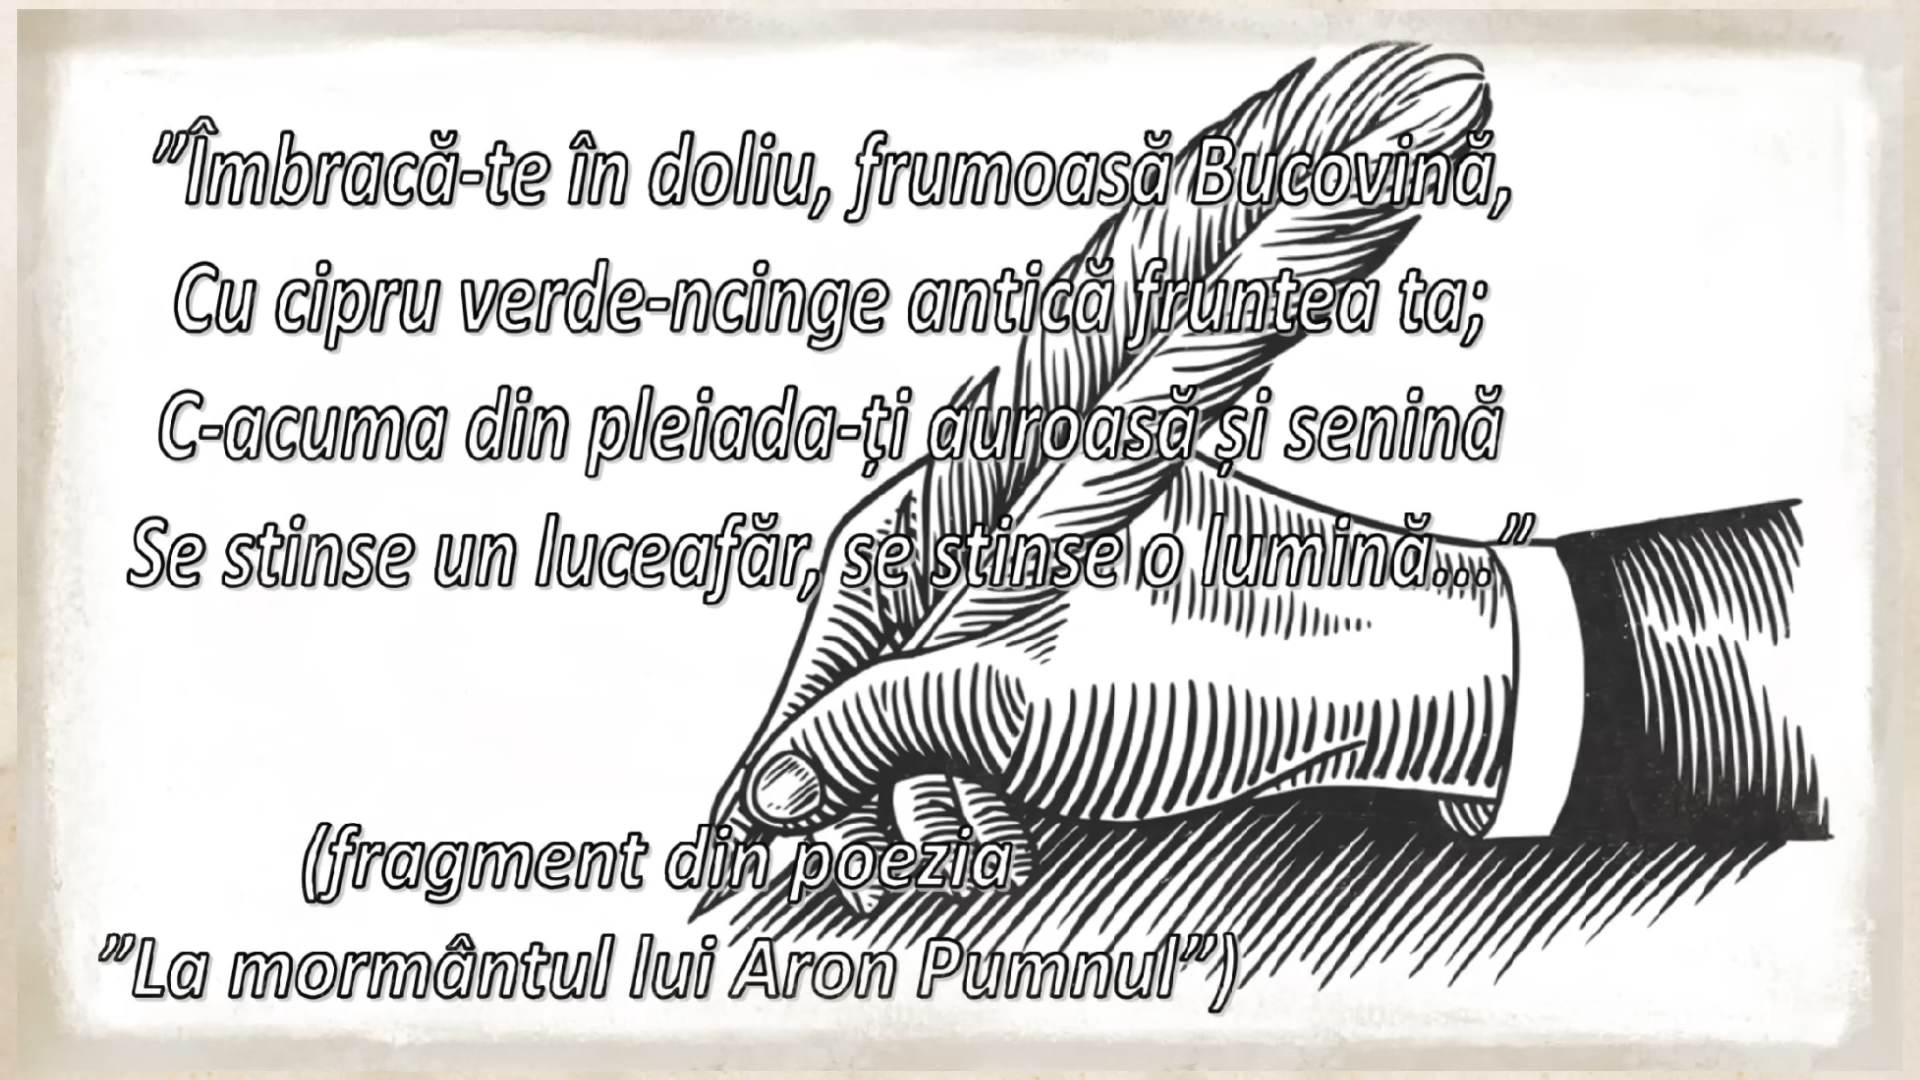 ”Îmbracă-te în doliu, frumoasă Bucovină,
Cu cipru verde-ncinge antică fruntea ta;
C-acuma din pleiada-ți auroasă și senină
Se stinse un luceafăr, se stinse o lumină...”
(fragment din poezia
”La mormântul lui Aron Pumnul”)